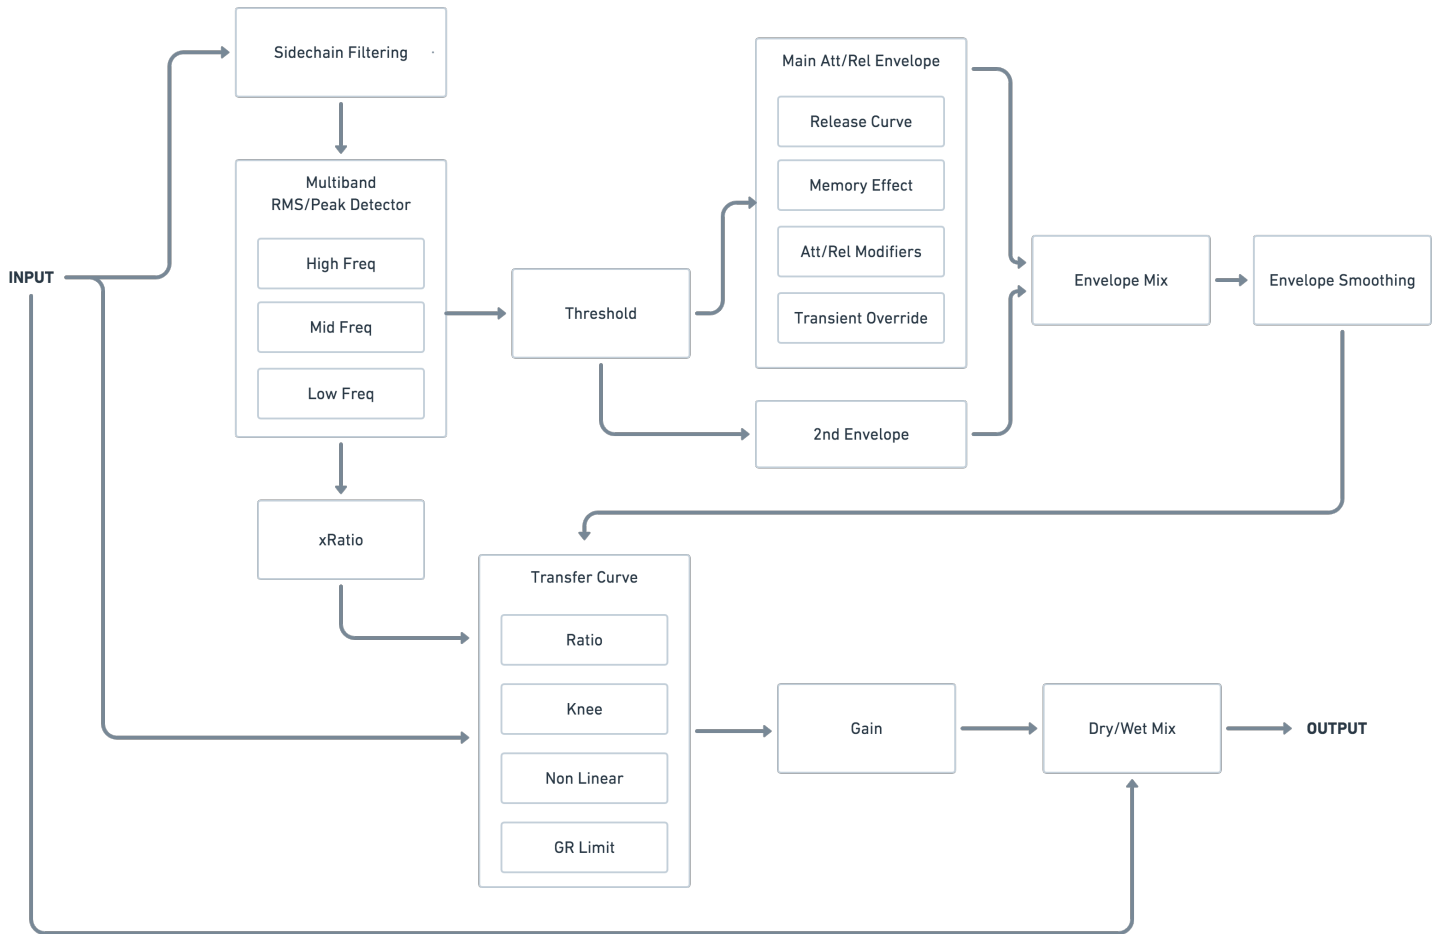 Sidechain Filtering
Multiband
RMS/Peak Detector
High Freq
Mid Freq
Low Freq
INPUT
xRatio
Threshold
Main Att/Rel Envelope
Release Curve
Memory Effect
Att/Rel Modifiers
Transient Override
2nd Envelope
Envelope Mix
Envelope Smoothing
Transfer Curve
Ratio
Knee
Non Linear
GR Limit
Gain
Dry/Wet Mix
OUTPUT